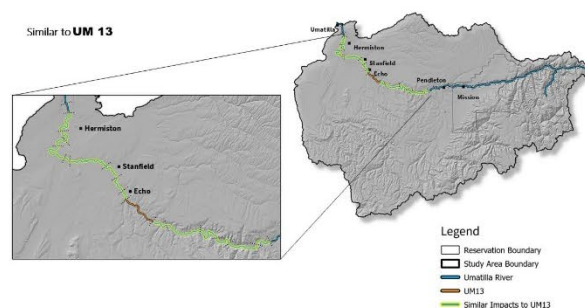 Similar to UM 13
Umatilla
Hermiston
Stanfield
Echo
Pendleton
Mission
Hermiston
Stanfield
Echo
Legend
Reservation Boundary
Study Area Boundary
Umatilla River
UM13
Similar Impacts to UM13